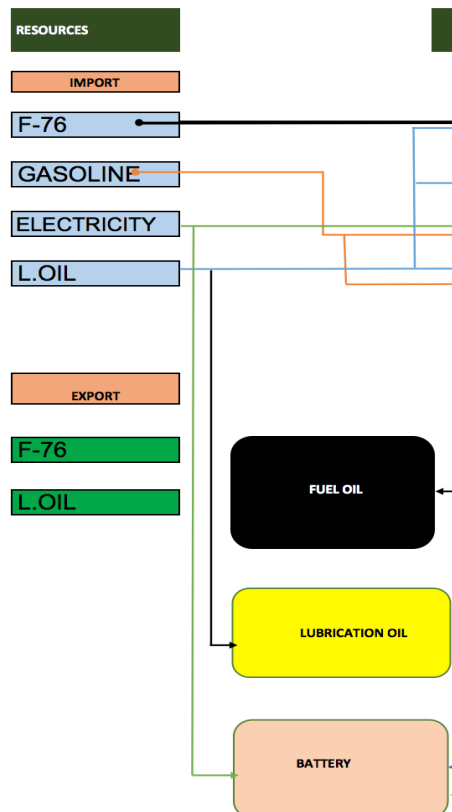 RESOURCES
IMPORT
F-76
GASOLINE
ELECTRICITY
L.OIL
EXPORT
F-76
L.OIL
FUEL OIL
LUBRICATION OIL
BATTERY